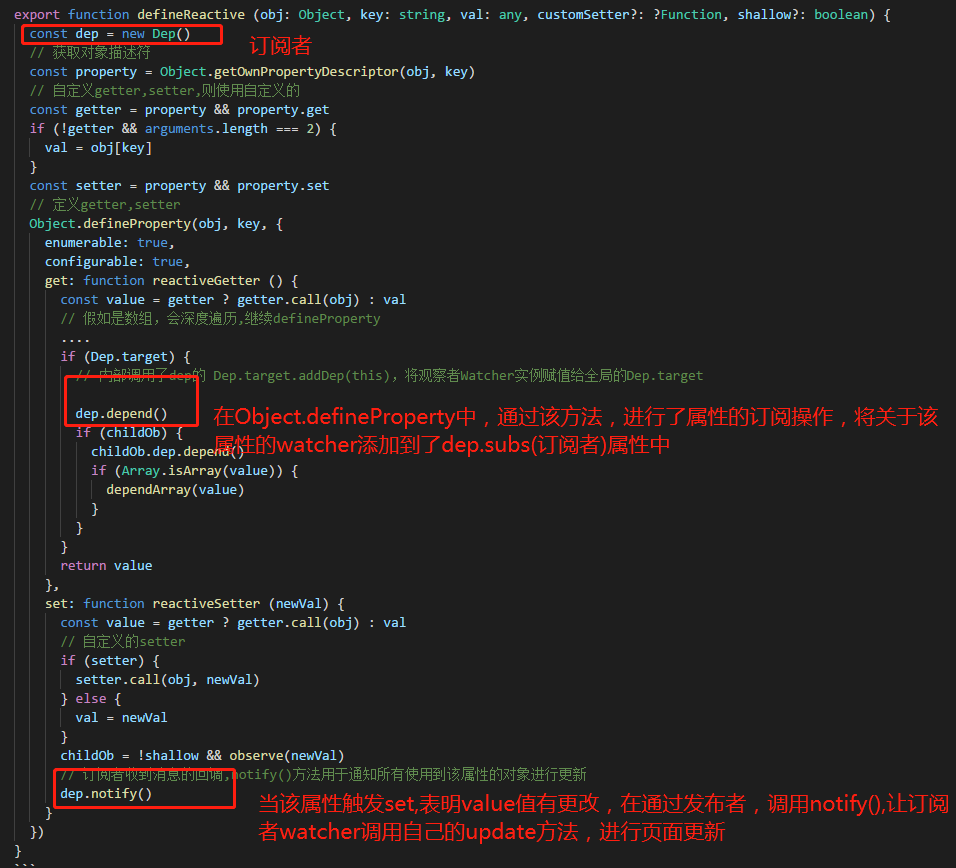 export function defineReactive (obj: Object, key: string, val: any, customSetter?: ?Function, shallow?: boolean) {
const dep = new Dep()
订阅者
// 获取对象描述符
const property = Object.getOwnPropertyDescriptor(obj, key)
// 自定义getter,setter,则使用自定义的
const getter = property && property.get
if (!getter && arguments.length === 2) {
val = obj[key]
}
const setter = property && property.set
// 定义getter,setter
Object.defineProperty(obj, key, {
enumerable: true,
configurable: true,
get: function reactiveGetter () {
const value = getter ? getter.call(obj) : val
// 假如是数组，会深度遍历,继续defineProperty
....
if (Dep.target) {
// 内部调用了dep的 Dep.target.addDep(this)，将观察者Watcher实例赋值给全局的Dep.target
dep.depend()
在Object.defineProperty中，通过该方法，进行了属性的订阅操作，将关于该
if (childOb) {
属性的watcher添加到了dep.subs(订阅者)属性中
childOb.dep.depend()
if (Array.isArray(value)) {
dependArray(value)
}
}
}
return value
},
set: function reactiveSetter (newVal) {
const value = getter ? getter.call(obj) : val
// 自定义的setter
if (setter) {
setter.call(obj, newVal)
} else {
val = newVal
}
childOb = !shallow && observe(newVal)
// 订阅者收到消息的回调,notify()方法用于通知所有使用到该属性的对象进行更新
dep.notify()
当该属性触发set,表明value值有更改，在通过发布者，调用notify(),让订阅
}
者watcher调用自己的update方法，进行页面更新
})
}